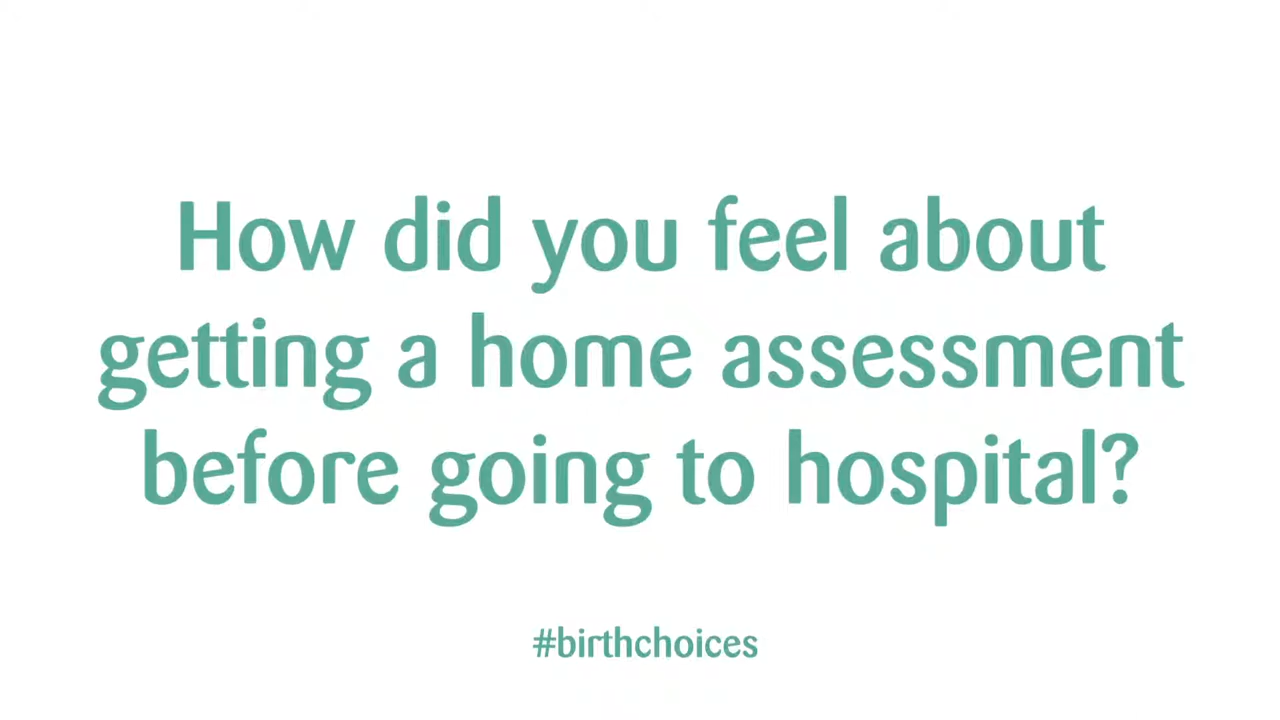 How did you feel about
getting a home assessment
before going to hospital?
#birthchoices